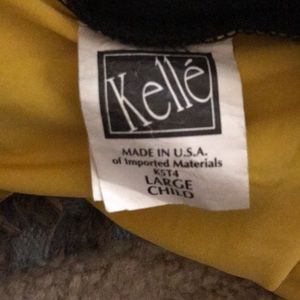 Kellé
MADE IN U.S.A.
of Imported Materials
K5T4
LARGE
CHILD